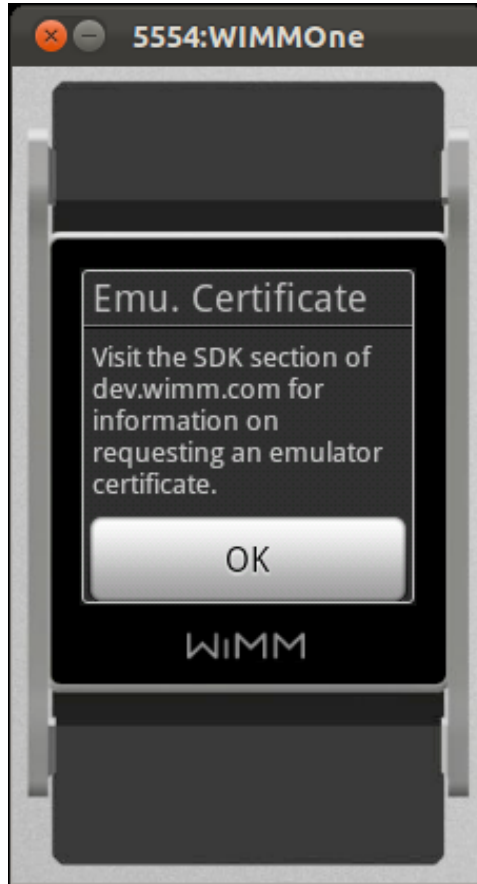 5554:WIMMOne
Emu. Certificate
Visit the SDK section of
dev.wimm.com for
information on
requesting an emulator
certificate.
OK
WIMM